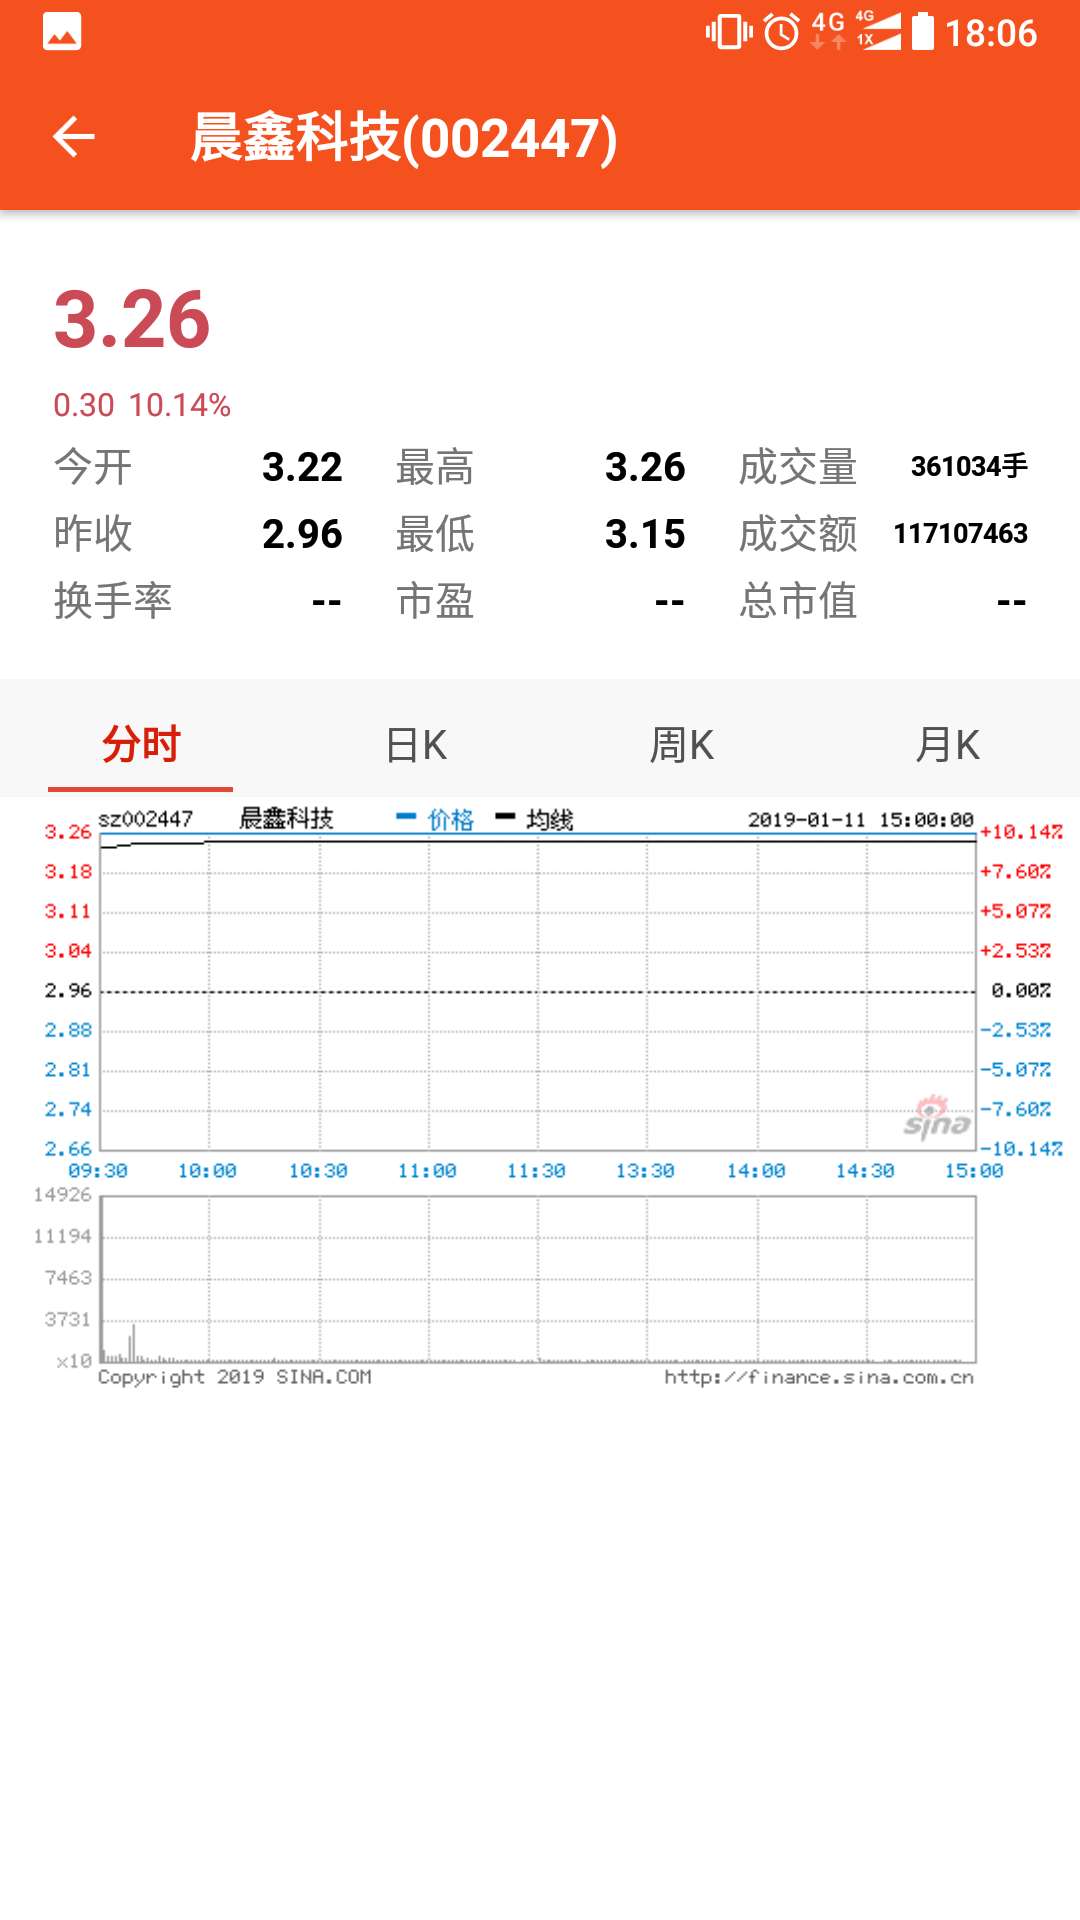 4G 4G 1X 18:06
晨鑫科技(002447)
3.26
0.30 10.14%
今开 3.22 最高 3.26 成交量 361034手
昨收 2.96 最低 3.15 成交额 117107463
换手率 -- 市盈 -- 总市值 --
分时 日K 周K 月K
sz002447 晨鑫科技 价格 均线 2019-01-11 15:00:00
3.26 +10.14%
3.18 +7.60%
3.11 +5.07%
3.04 +2.53%
2.96 0.00%
2.88 -2.53%
2.81 -5.07%
2.74 -7.60%
sina
2.66 -10.14%
09:30 10:00 10:30 11:00 11:30 13:30 14:00 14:30 15:00
14926
11194
7463
3731
x10
Copyright 2019 SINA.COM http://finance.sina.com.cn